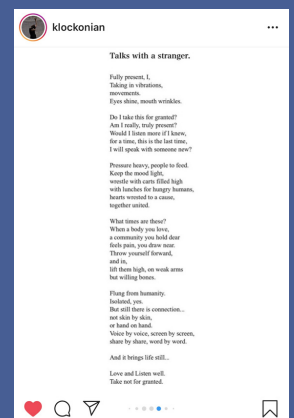 klockonian
Talks with a stranger.
Fully present, I,
Taking in vibrations,
movements.
Eyes shine, mouth wrinkles.
Do I take this for granted?
Am I really, truly present?
Would I listen more if I knew,
for a time, this is the last time,
I will speak with someone new?
Pressure heavy, people to feed.
Keep the mood light,
wrestle with carts filled high
with lunches for hungry humans,
hearts wrested to a cause,
together united.
What times are these?
When a body you love,
a community you hold dear
feels pain, you draw near.
Throw yourself forward,
and in,
lift them high, on weak arms
but willing bones.
Flung from humanity.
Isolated, yes.
But still there is connection...
not skin by skin,
or hand on hand.
Voice by voice, screen by screen,
share by share, word by word.
And it brings life still...
Love and Listen well.
Take not for granted.